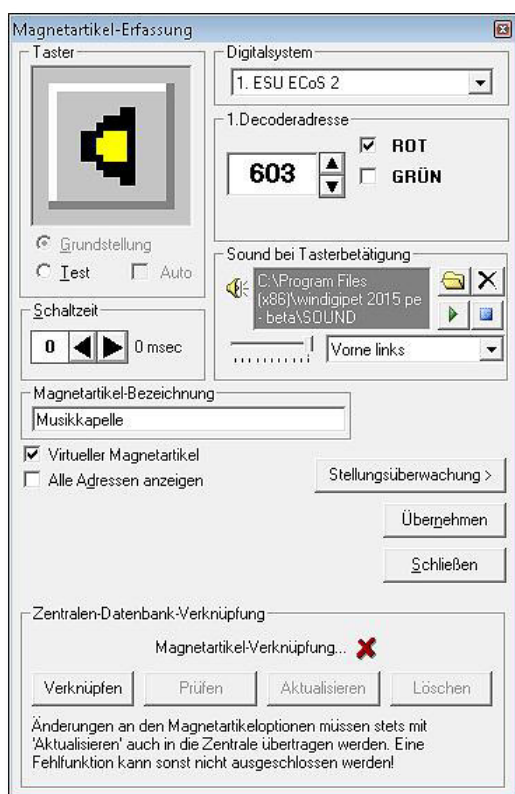 Magnetartikel-Erfassung
Taster
Grundstellung
Test
Auto
Digitalsystem
1. ESU ECoS 2
1.Decoderadresse
603
ROT
GRÜN
Schaltzeit
0
0 msec
Sound bei Tasterbetätigung
C:\Program Files
(x86)\windigipet 2015 pe
- beta\SOUND
Vorne links
Magnetartikel-Bezeichnung
Musikkapelle
Virtueller Magnetartikel
Alle Adressen anzeigen
Stellungsüberwachung >
Übernehmen
Schließen
Zentralen-Datenbank-Verknüpfung
Magnetartikel-Verknüpfung...
Verknüpfen
Prüfen
Aktualisieren
Löschen
Änderungen an den Magnetartikeloptionen müssen stets mit
'Aktualisieren' auch in die Zentrale übertragen werden. Eine
Fehlfunktion kann sonst nicht ausgeschlossen werden!